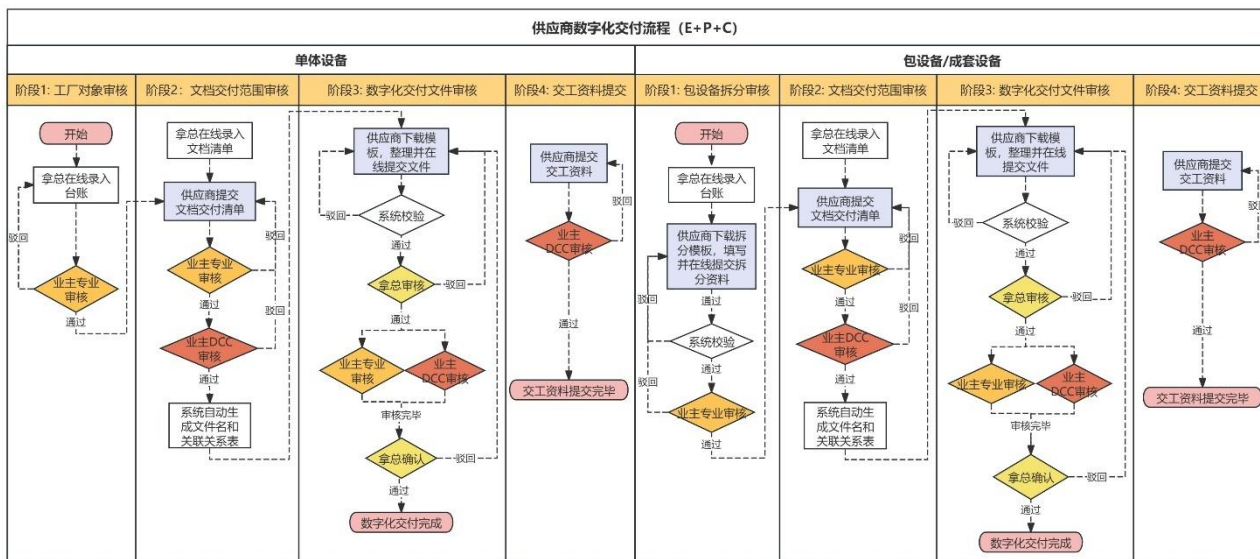 供应商数字化交付流程（E+P+C）
单体设备
阶段1: 工厂对象审核
阶段2：文档交付范围审核
阶段3: 数字化交付文件审核
阶段4: 交工资料提交
开始
拿总在线录入
台账
驳回
业主专业
审核
通过
拿总在线录入
文档清单
供应商提交
文档交付清单
驳回
业主专业
审核
通过
驳回
业主DCC
审核
通过
系统自动生
成文件名和
关联关系表
供应商下载模
板，整理并在
线提交文件
驳回
系统校验
通过
拿总审核
驳回
通过
业主专业
审核
业主
DCC审核
审核完毕
拿总确认
驳回
通过
数字化交付完成
供应商提交
交工资料
驳回
业主
DCC审核
通过
交工资料提交完毕
包设备/成套设备
阶段1: 包设备拆分审核
阶段2: 文档交付范围审核
阶段3: 数字化交付文件审核
阶段4: 交工资料提交
开始
拿总在线录入
台账
供应商下载拆
分模板，填写
并在线提交拆
分资料
通过
系统校验
驳回
通过
业主专业审核
通过
拿总在线录入
文档清单
供应商提交
文档交付清单
驳回
业主专业审核
通过
驳回
业主DCC
审核
通过
系统自动生
成文件名和
关联关系表
供应商下载模
板，整理并在线
提交文件
驳回
系统校验
通过
拿总审核
驳回
通过
业主专业审核
业主
DCC审核
审核完毕
拿总确认
驳回
通过
数字化交付完成
供应商提交
交工资料
驳回
业主
DCC审核
通过
交工资料提交完毕